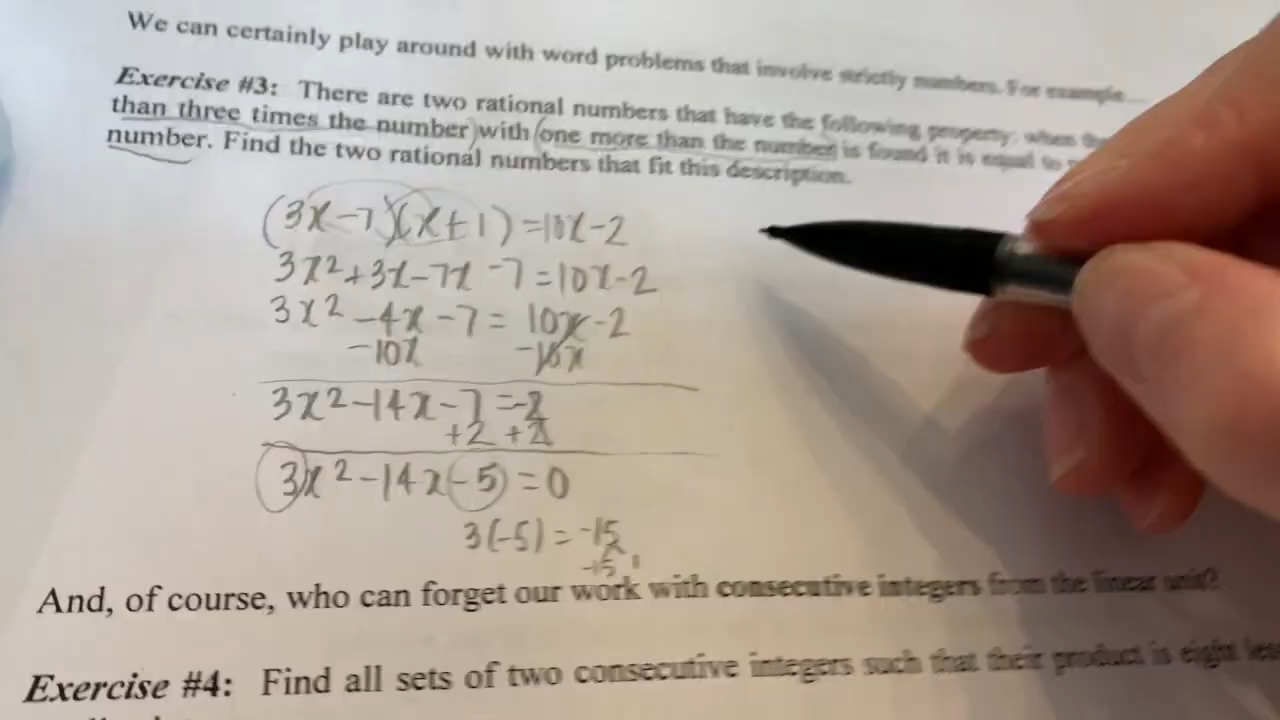 We can certainly play around with word problems that involve strictly numbers. For example...
Exercise #3: There are two rational numbers that have the following property: when the
than three times the number with one more than the number is found it is equal to
number. Find the two rational numbers that fit this description.
(3x-7)(x+1)=10x-2
3x²+3x-7x-7=10x-2
3x²-4x-7=10x-2
-10x -10x
3x²-14x-7=-2
+2 +2
3x²-14x-5=0
3(-5)=-15
-15 1
And, of course, who can forget our work with consecutive integers from the linear unit?
Exercise #4: Find all sets of two consecutive integers such that their product is eight less